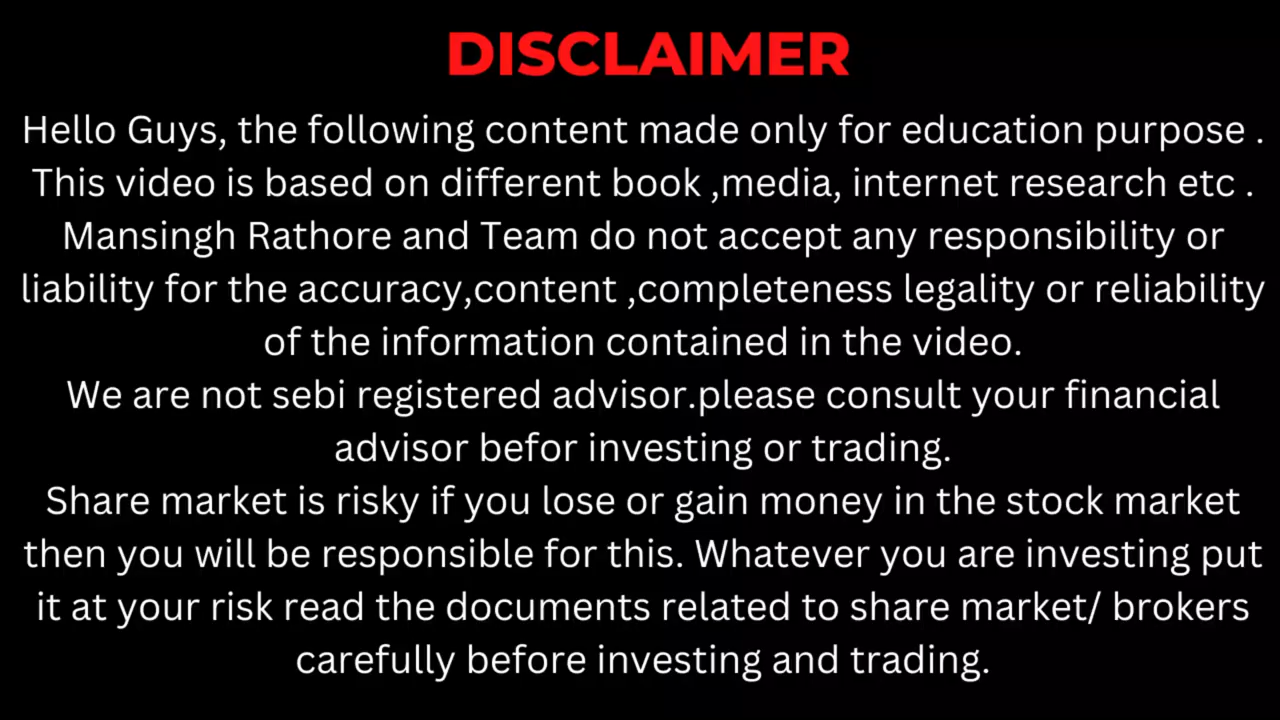 DISCLAIMER
Hello Guys, the following content made only for education purpose .
This video is based on different book ,media, internet research etc .
Mansingh Rathore and Team do not accept any responsibility or
liability for the accuracy,content ,completeness legality or reliability
of the information contained in the video.
We are not sebi registered advisor.please consult your financial
advisor befor investing or trading.
Share market is risky if you lose or gain money in the stock market
then you will be responsible for this. Whatever you are investing put
it at your risk read the documents related to share market/ brokers
carefully before investing and trading.